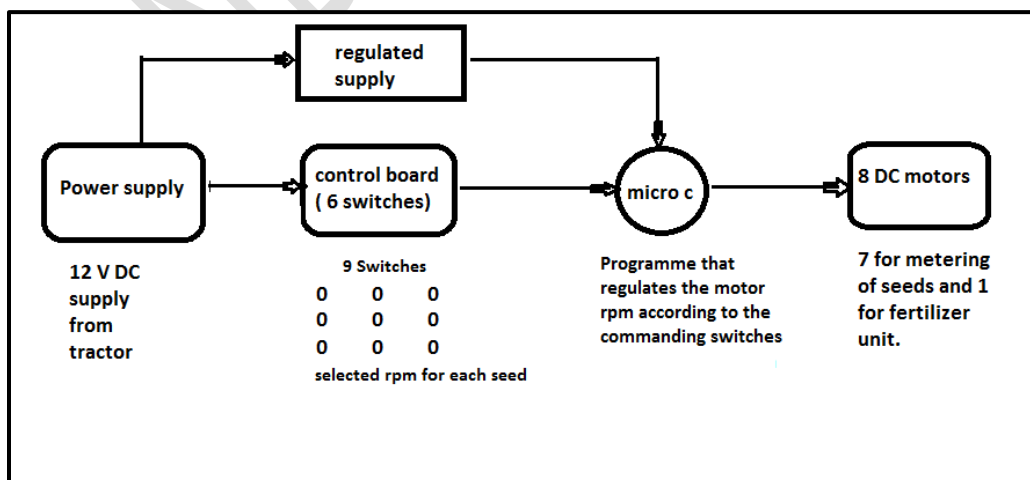 regulated
supply
Power supply
control board
( 6 switches)
micro c
8 DC motors
12 V DC
supply
from
tractor
9 Switches
0 0 0
0 0 0
0 0 0
selected rpm for each seed
Programme that
regulates the motor
rpm according to the
commanding switches
7 for metering
of seeds and 1
for fertilizer
unit.